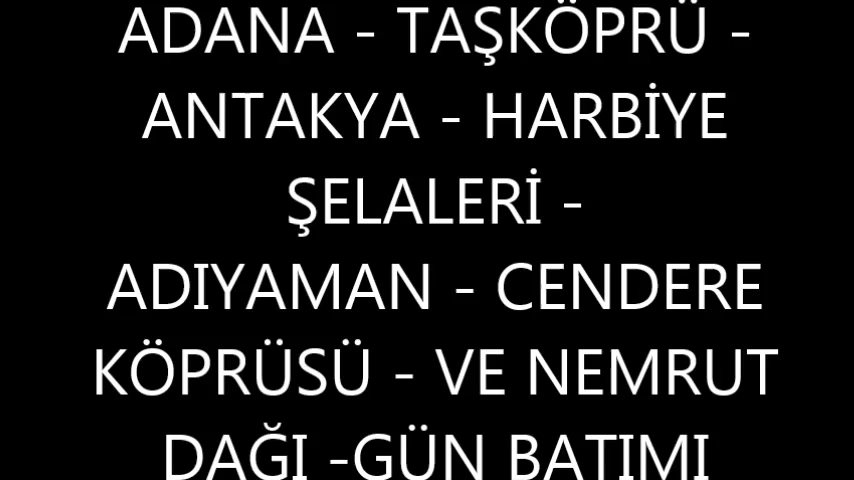 ADANA - TAŞKÖPRÜ -
ANTAKYA - HARBİYE
ŞELALERİ -
ADIYAMAN - CENDERE
KÖPRÜSÜ - VE NEMRUT
DAĞI -GÜN BATIMI